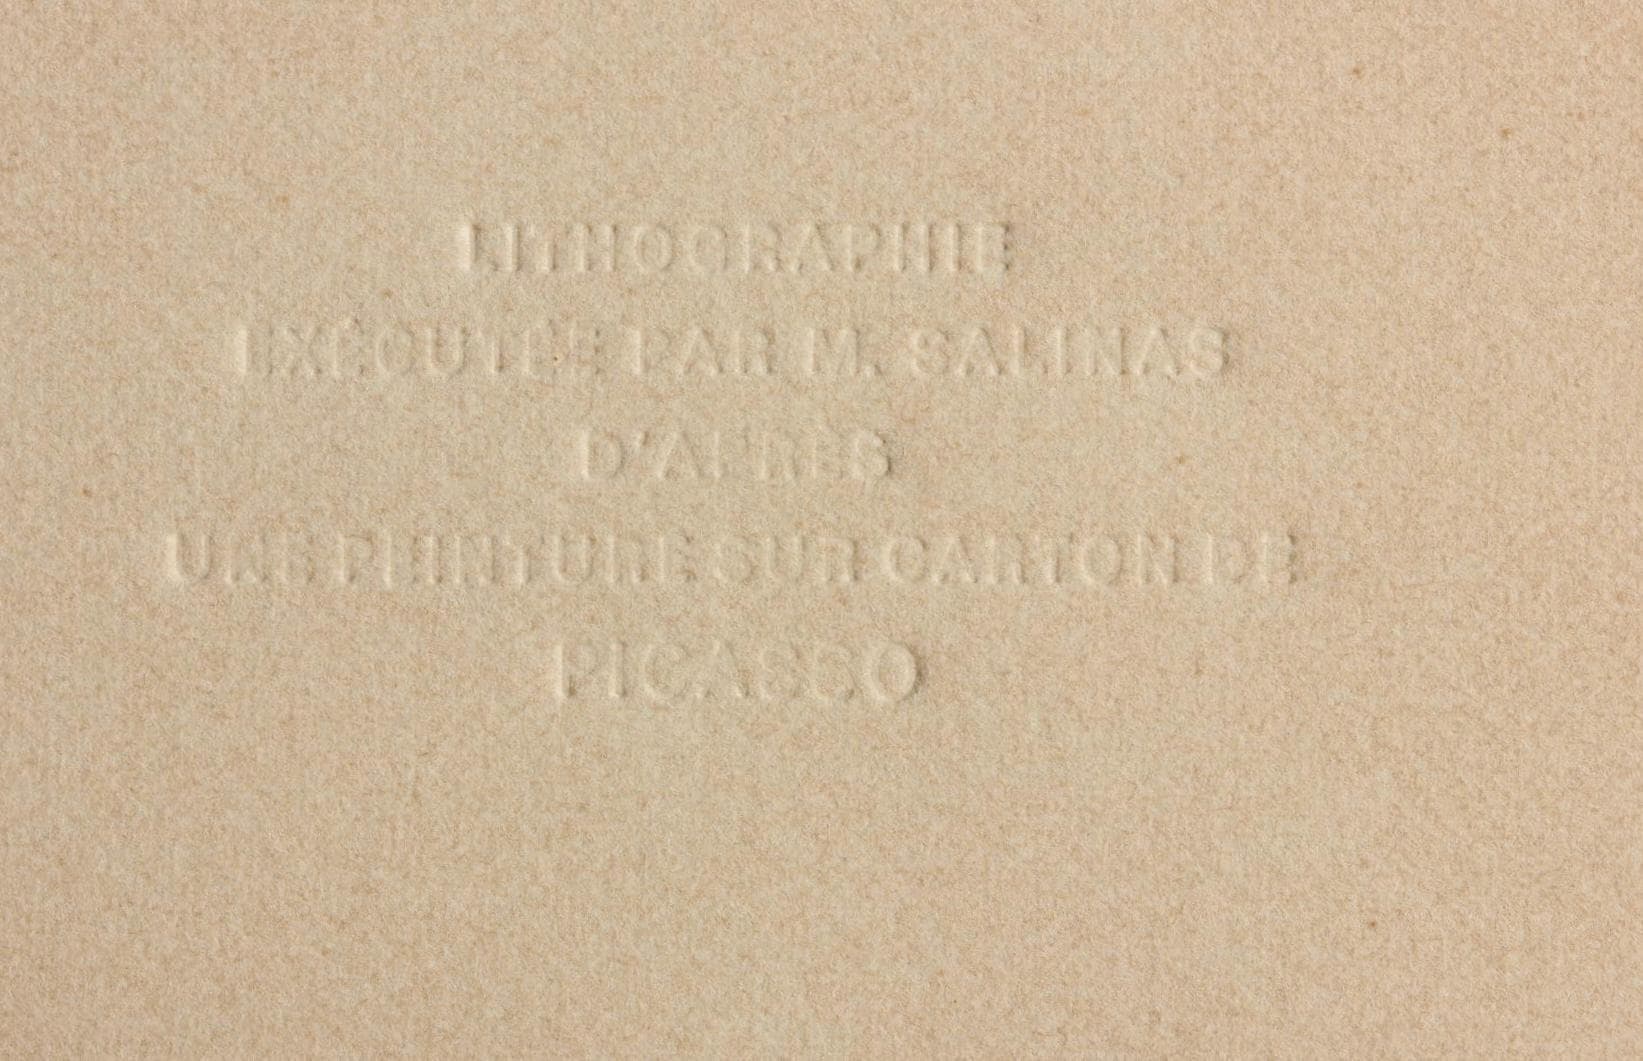 LITHOGRAPHIE
EXÉCUTÉE PAR M. SALINAS
D'APRÈS
UNE PEINTURE SUR CARTON DE
PICASSO